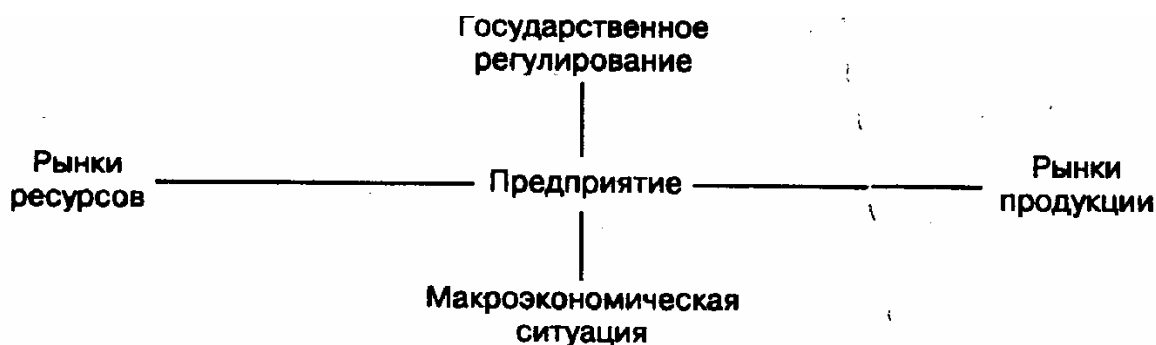 Государственное
регулирование
Рынки
ресурсов
Предприятие
Рынки
продукции
Макроэкономическая
ситуация